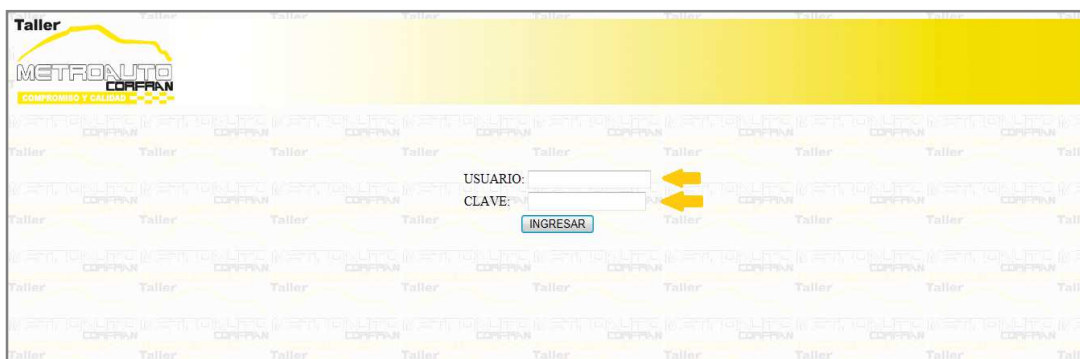 Taller
METROAUTO
CORFRAN
COMPROMISO Y CALIDAD
USUARIO:
CLAVE:
INGRESAR